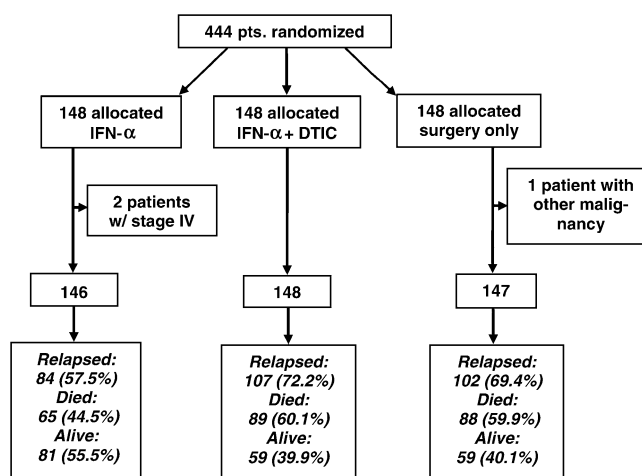 444 pts. randomized
148 allocated
IFN-α
148 allocated
IFN-α + DTIC
148 allocated
surgery only
2 patients
w/ stage IV
1 patient with
other malig-
nancy
146
148
147
Relapsed:
84 (57.5%)
Died:
65 (44.5%)
Alive:
81 (55.5%)
Relapsed:
107 (72.2%)
Died:
89 (60.1%)
Alive:
59 (39.9%)
Relapsed:
102 (69.4%)
Died:
88 (59.9%)
Alive:
59 (40.1%)